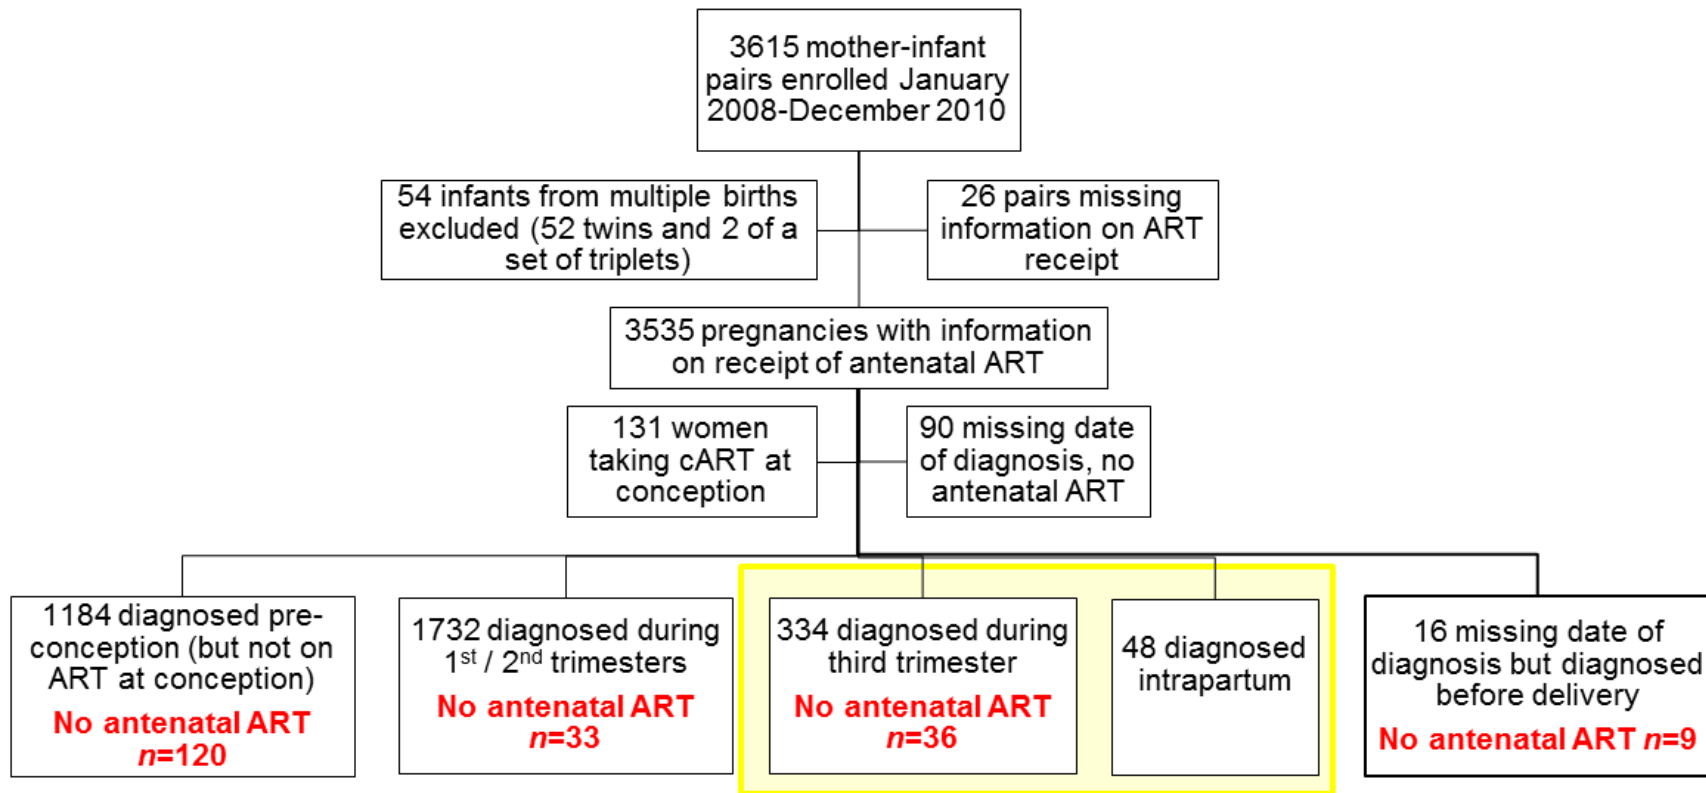 3615 mother-infant
pairs enrolled January
2008-December 2010
54 infants from multiple births
excluded (52 twins and 2 of a
set of triplets)
26 pairs missing
information on ART
receipt
3535 pregnancies with information
on receipt of antenatal ART
131 women
taking cART at
conception
90 missing date
of diagnosis, no
antenatal ART
1184 diagnosed pre-
conception (but not on
ART at conception)
No antenatal ART
n=120
1732 diagnosed during
1st / 2nd trimesters
No antenatal ART
n=33
334 diagnosed during
third trimester
No antenatal ART
n=36
48 diagnosed
intrapartum
16 missing date of
diagnosis but diagnosed
before delivery
No antenatal ART n=9